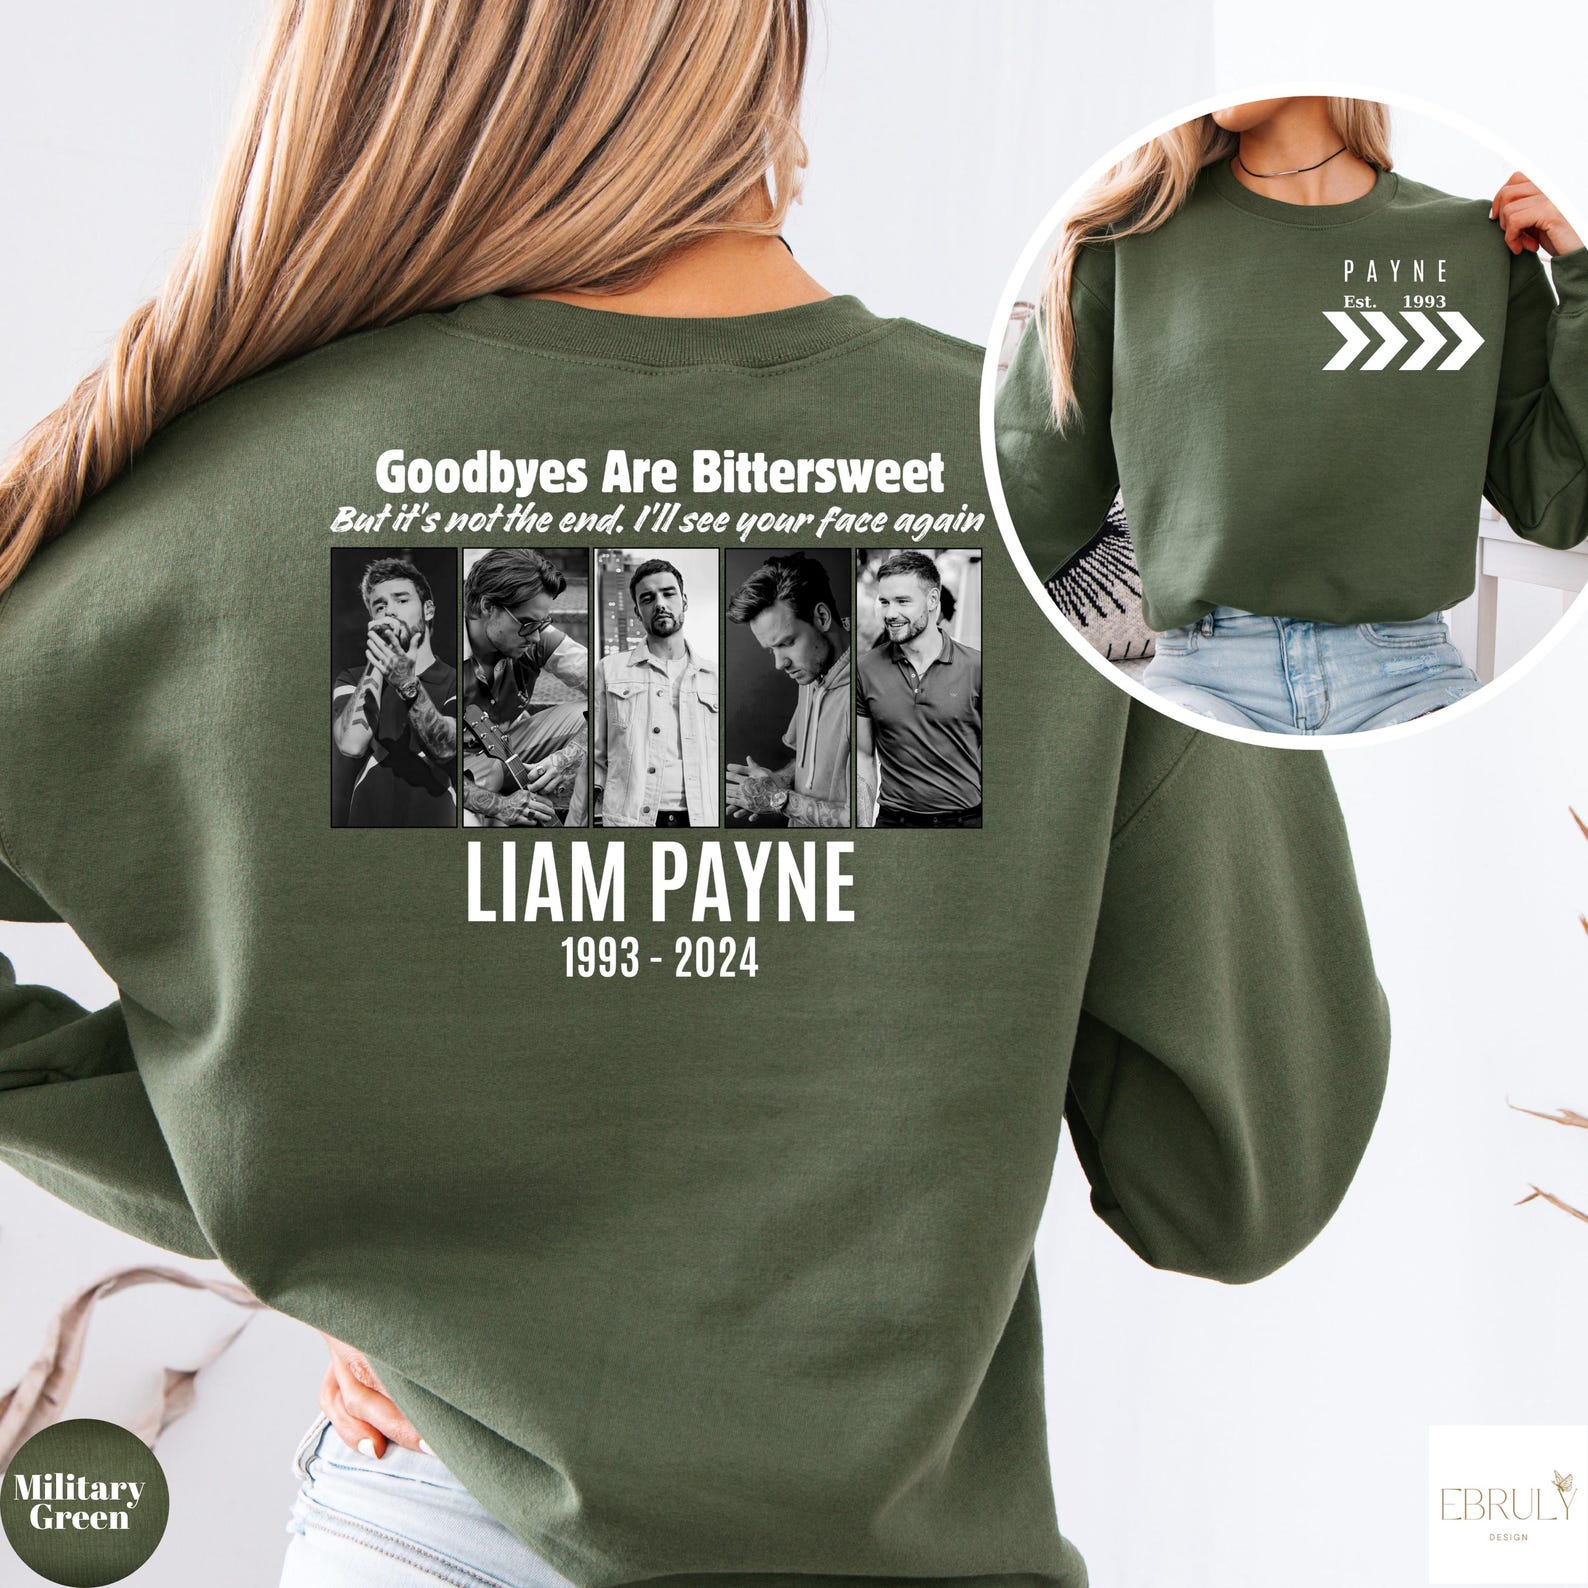 Goodbyes Are Bittersweet
But it's not the end. I'll see your face again
LIAM PAYNE
1993 - 2024
PAYNE
Est. 1993
Military
Green
EBRULY
DESIGN